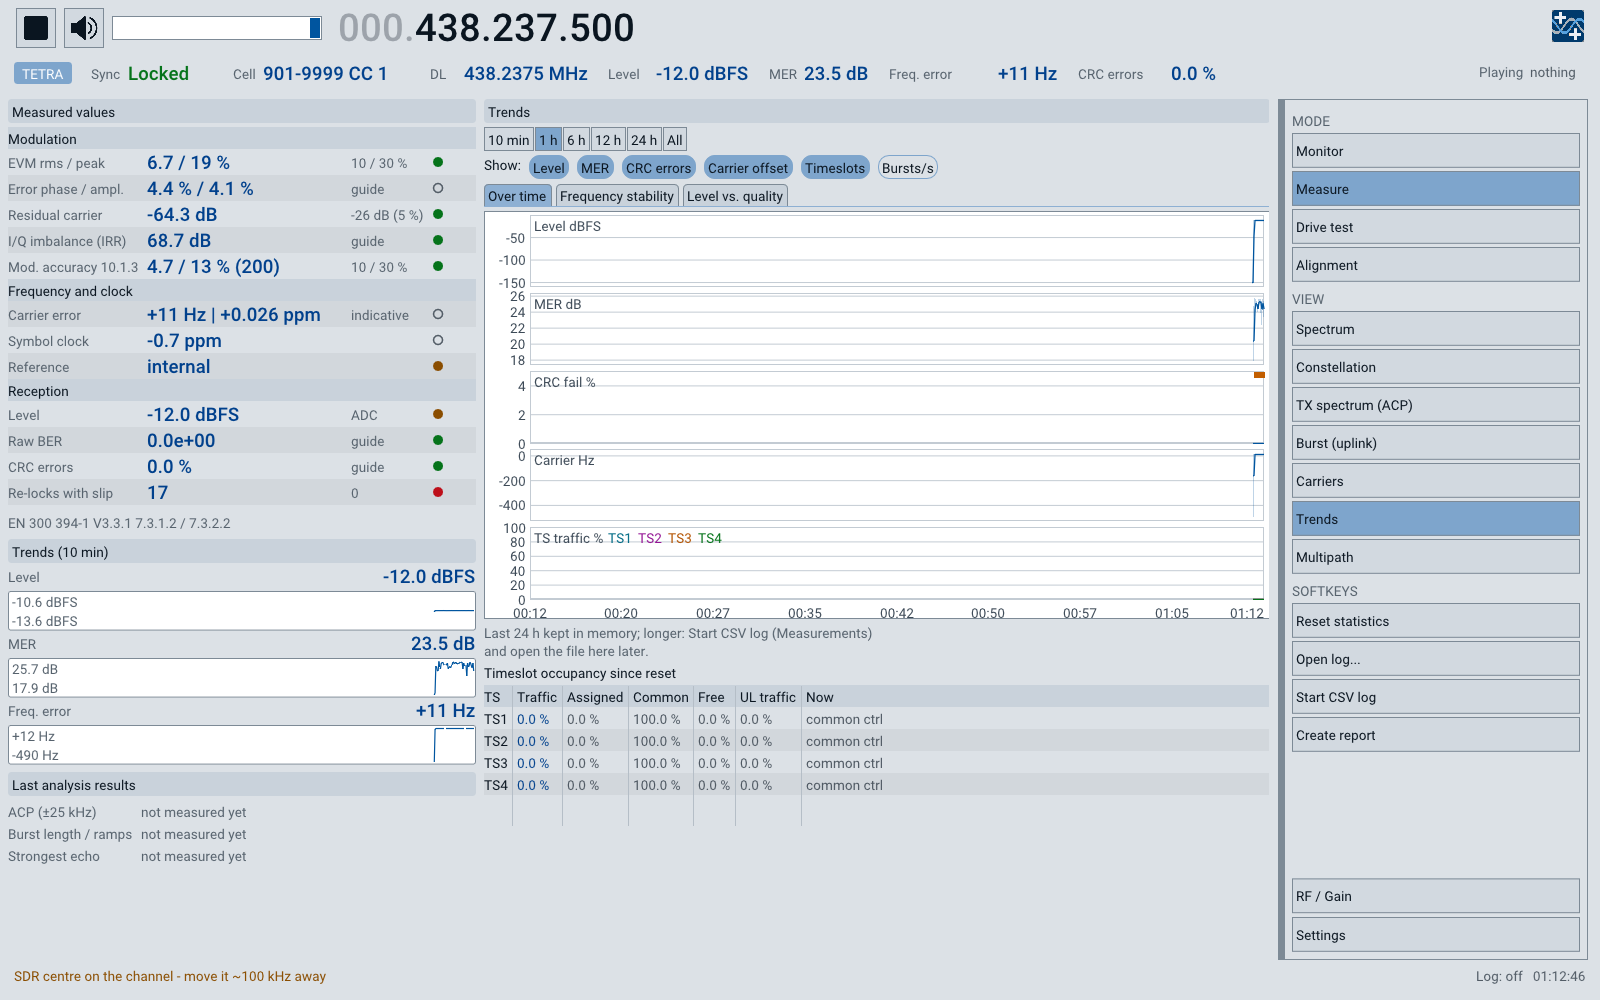 000.438.237.500
TETRA Sync Locked Cell 901-9999 CC 1 DL 438.2375 MHz Level -12.0 dBFS MER 23.5 dB Freq. error +11 Hz CRC errors 0.0 % Playing nothing
Measured values
Modulation
EVM rms / peak 6.7 / 19 % 10 / 30 %
Error phase / ampl. 4.4 % / 4.1 % guide
Residual carrier -64.3 dB -26 dB (5 %)
I/Q imbalance (IRR) 68.7 dB guide
Mod. accuracy 10.1.3 4.7 / 13 % (200) 10 / 30 %
Frequency and clock
Carrier error +11 Hz | +0.026 ppm indicative
Symbol clock -0.7 ppm
Reference internal
Reception
Level -12.0 dBFS ADC
Raw BER 0.0e+00 guide
CRC errors 0.0 % guide
Re-locks with slip 17 0
EN 300 394-1 V3.3.1 7.3.1.2 / 7.3.2.2
Trends (10 min)
Level -12.0 dBFS
-10.6 dBFS
-13.6 dBFS
MER 23.5 dB
25.7 dB
17.9 dB
Freq. error +11 Hz
+12 Hz
-490 Hz
Last analysis results
ACP (±25 kHz) not measured yet
Burst length / ramps not measured yet
Strongest echo not measured yet
Trends
10 min 1 h 6 h 12 h 24 h All
Show: Level MER CRC errors Carrier offset Timeslots Bursts/s
Over time Frequency stability Level vs. quality
Level dBFS
-50
-100
-150
MER dB
26
24
22
20
18
CRC fail %
4
2
0
Carrier Hz
0
-200
-400
TS traffic % TS1 TS2 TS3 TS4
100
80
60
40
20
0
00:12 00:20 00:27 00:35 00:42 00:50 00:57 01:05 01:12
Last 24 h kept in memory; longer: Start CSV log (Measurements)
and open the file here later.
Timeslot occupancy since reset
TS Traffic Assigned Common Free UL traffic Now
TS1 0.0 % 0.0 % 100.0 % 0.0 % 0.0 % common ctrl
TS2 0.0 % 0.0 % 100.0 % 0.0 % 0.0 % common ctrl
TS3 0.0 % 0.0 % 100.0 % 0.0 % 0.0 % common ctrl
TS4 0.0 % 0.0 % 100.0 % 0.0 % 0.0 % common ctrl
MODE
Monitor
Measure
Drive test
Alignment
VIEW
Spectrum
Constellation
TX spectrum (ACP)
Burst (uplink)
Carriers
Trends
Multipath
SOFTKEYS
Reset statistics
Open log...
Start CSV log
Create report
RF / Gain
Settings
SDR centre on the channel - move it ~100 kHz away
Log: off 01:12:46